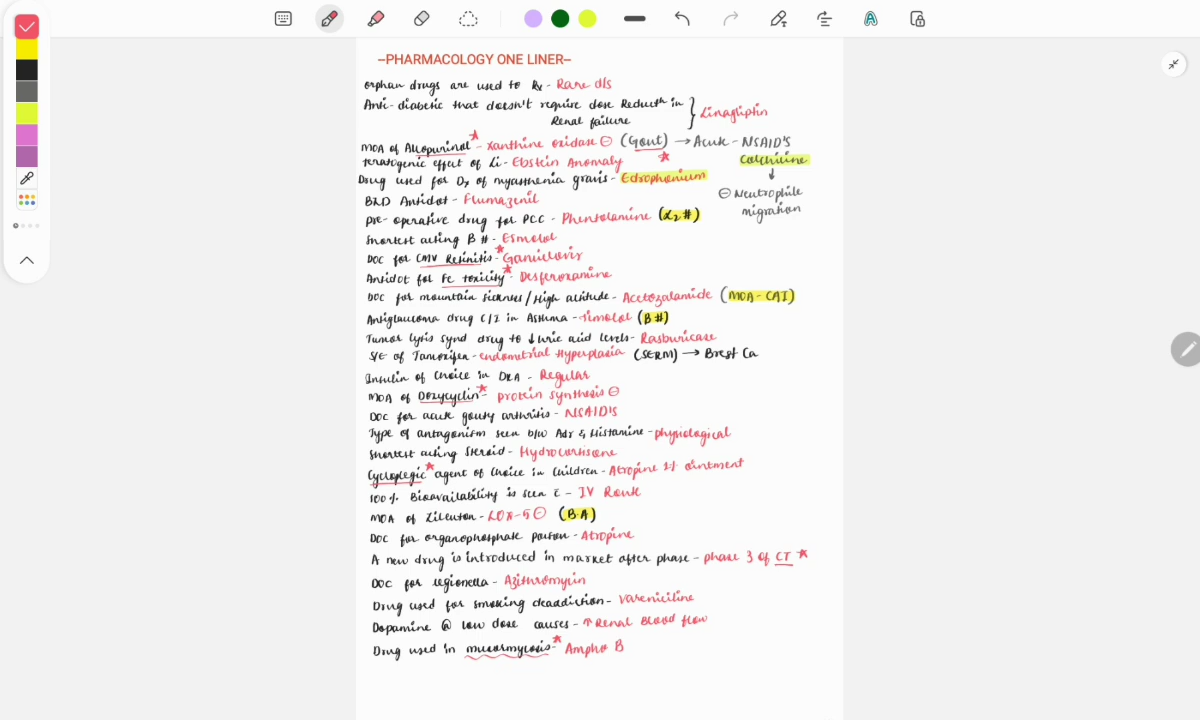 –PHARMACOLOGY ONE LINER–
orphan drugs are used to Rx - Rare d/s
Anti-diabetic that doesn't require dose Reductn in Renal failure } Linagliptin
MOA of Allopurinol - Xanthine oxidase ⊖ (Gout) → Acute - NSAID'S
Colchicine
↓
⊖ Neutrophile
migration
teratogenic effect of Li - Ebstein Anomaly
Drug used for Dx of myasthenia gravis - Edrophonium
BZD Antidot - Flumazenil
pre-operative drug for PCC - Phentolamine (α2#)
Shortest acting B # - Esmolol
DOC for CMV Retinitis - Ganciclovir
Antidot for Fe toxicity - Desferoxamine
DOC for mountain sickness/High altitude - Acetozalamide (MOA - CAI)
Antiglaucoma drug C/I in Asthma - timolol (B#)
Tumor lysis synd drug to ↓ uric acid levels - Rasburicase
S/E of Tamoxifen - endometrial Hyperplasia (SERM) → Brest Ca
Insulin of choice in DKA - Regular
MOA of Doxycyclin - protein synthesis ⊖
DOC for acute gouty arthritis - NSAID'S
Type of antagonism seen b/w Adr & Histamine - physiological
Shortest acting Steroid - Hydrocortisone
Cycloplegic agent of choice in children - Atropine 1% ointment
100% Bioavailability is seen c̄ - IV Route
MOA of Zileuton - LOX-5 ⊖ (B.A)
DOC for organophosphate poison - Atropine
A new drug is introduced in market after phase - phase 3 of CT
DOC for legionella - Azithromycin
Drug used for smoking deaddiction - Vareniciline
Dopamine @ low dose causes - ↑ Renal Blood flow
Drug used in mucormycosis - Ampho B